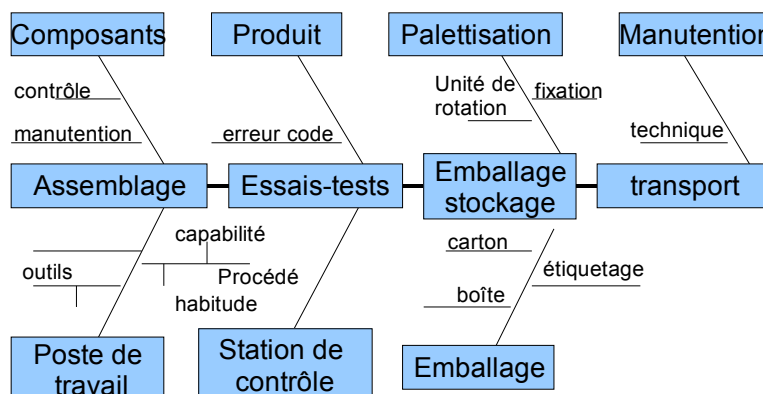 Composants
Produit
Palettisation
Manutention
contrôle
manutention
erreur code
Unité de
rotation
fixation
technique
Assemblage
Essais-tests
Emballage
stockage
transport
outils
capabilité
Procédé
habitude
carton
étiquetage
boîte
Poste de
travail
Station de
contrôle
Emballage